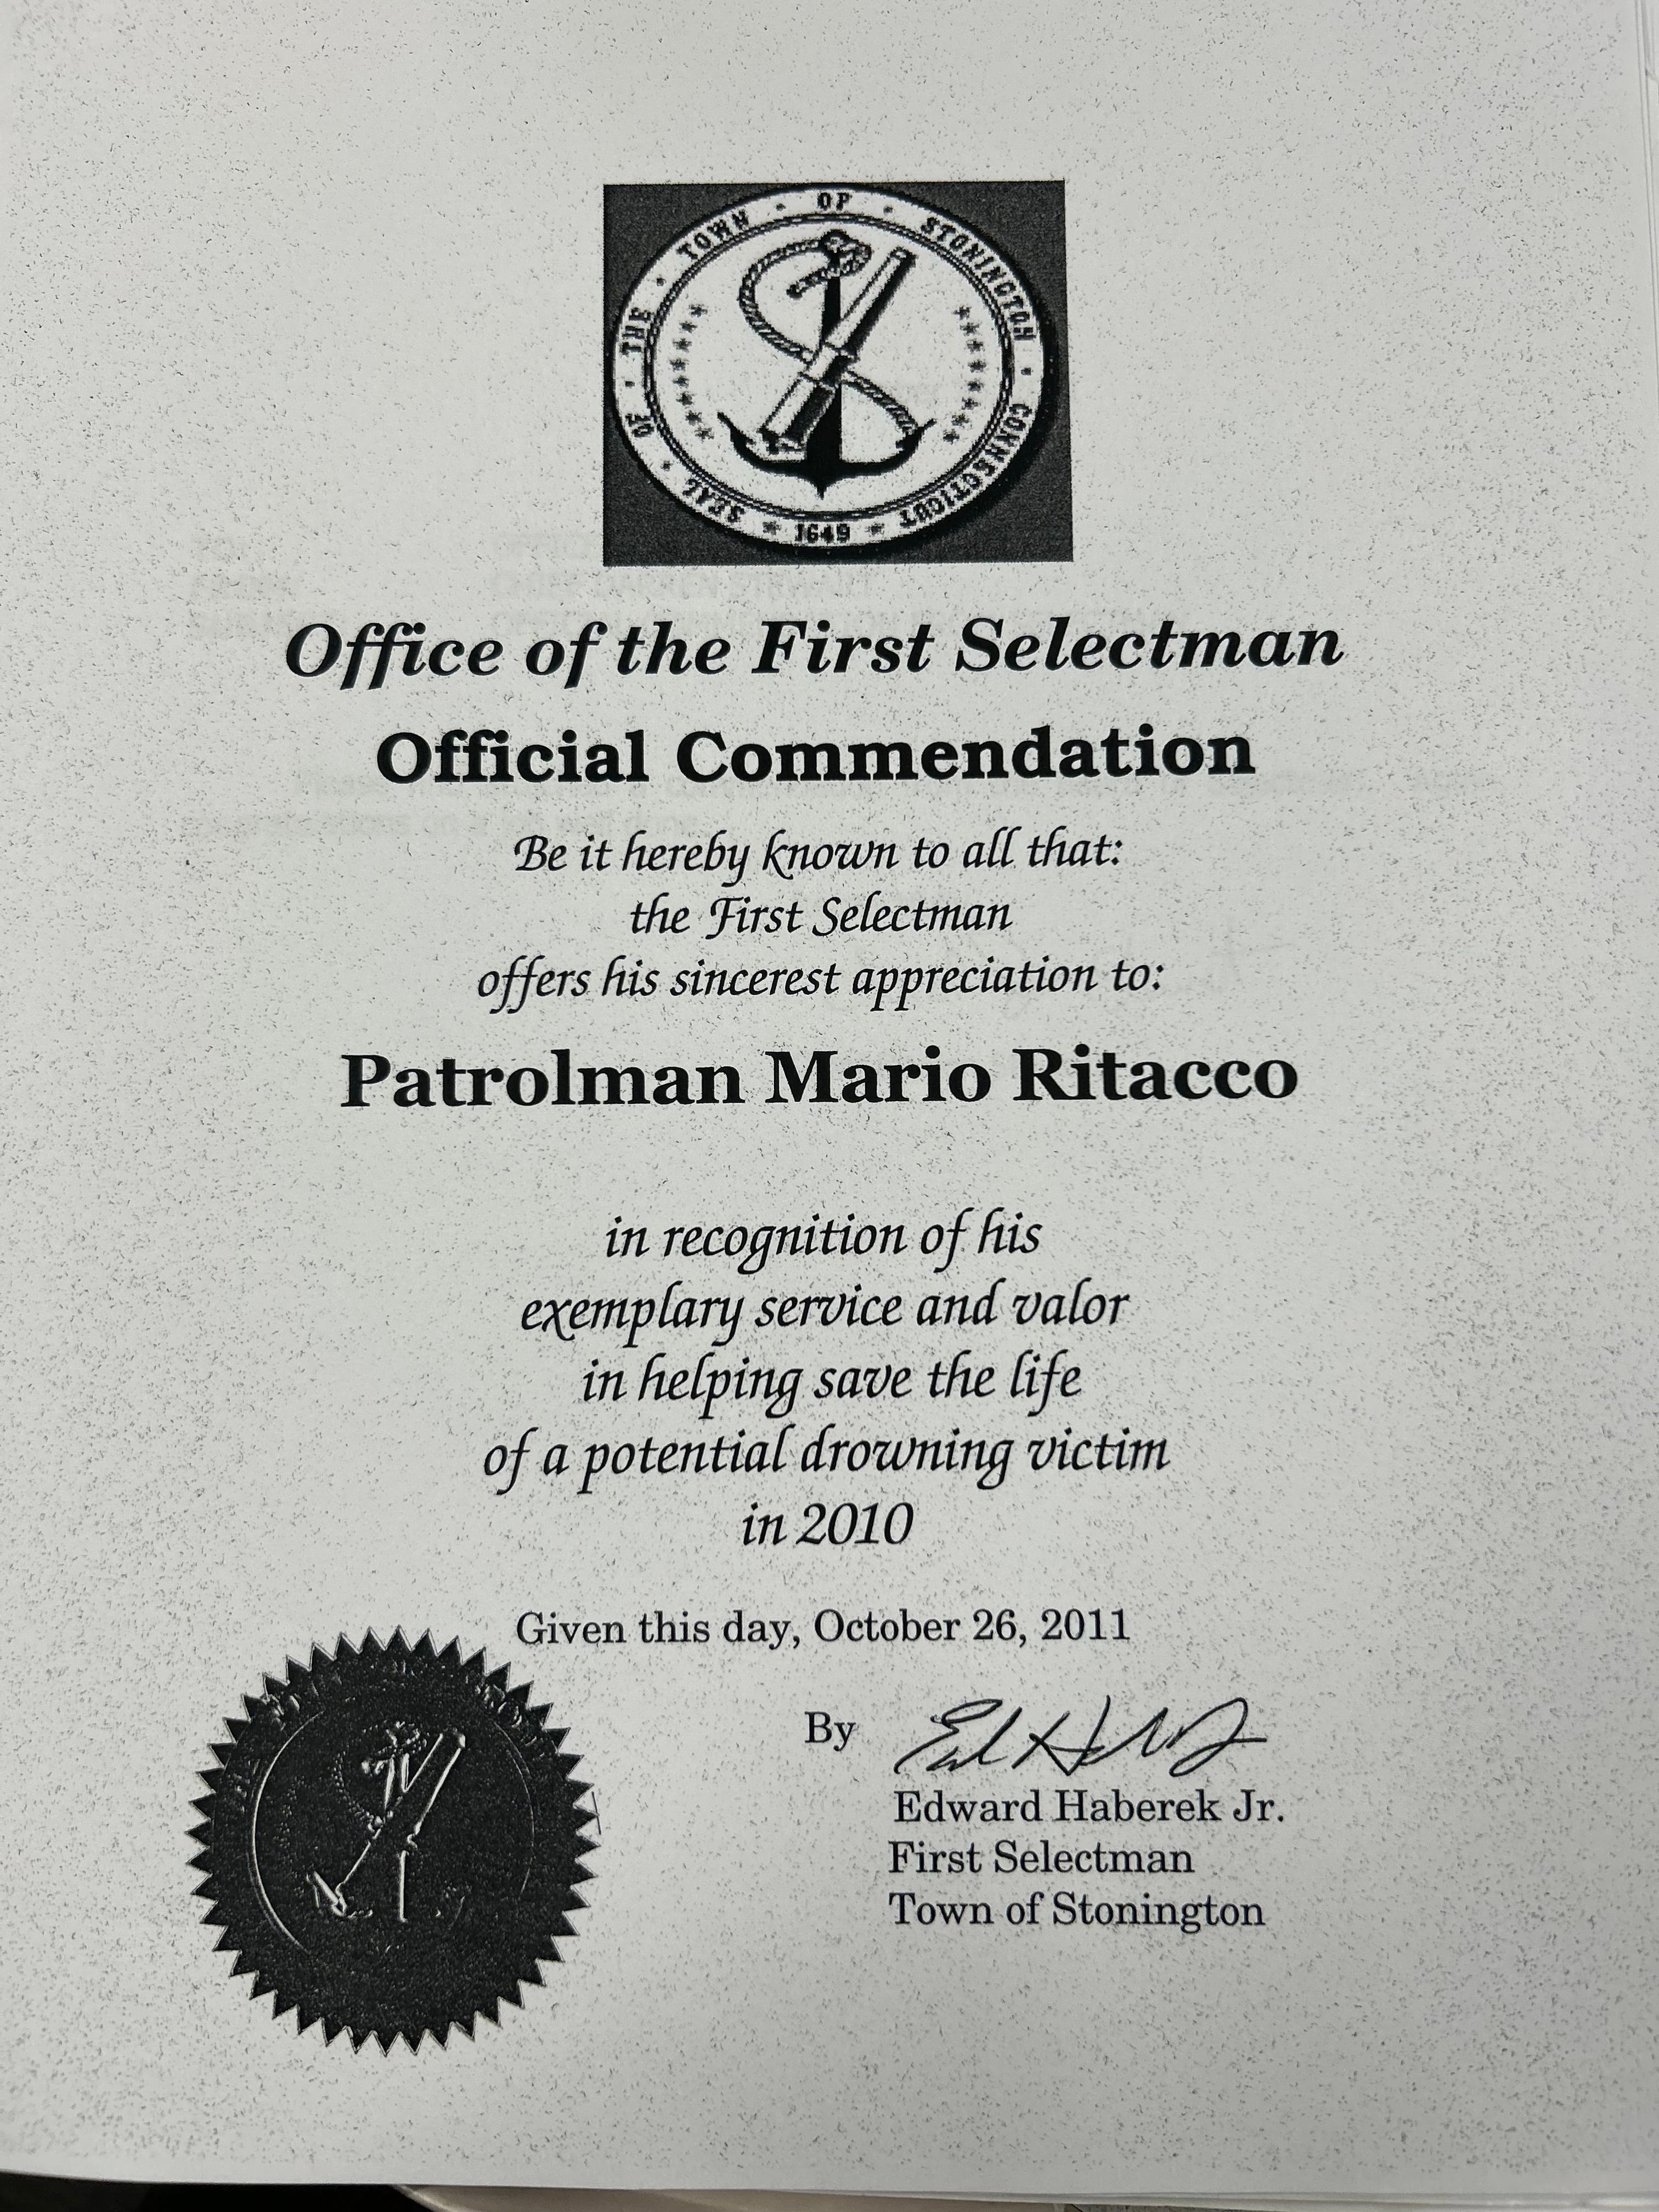 SEAL · OF · THE · TOWN · OF · STONINGTON · CONNECTICUT
1649
Office of the First Selectman
Official Commendation
Be it hereby known to all that:
the First Selectman
offers his sincerest appreciation to:
Patrolman Mario Ritacco
in recognition of his
exemplary service and valor
in helping save the life
of a potential drowning victim
in 2010
Given this day, October 26, 2011
By
Edward Haberek Jr.
First Selectman
Town of Stonington